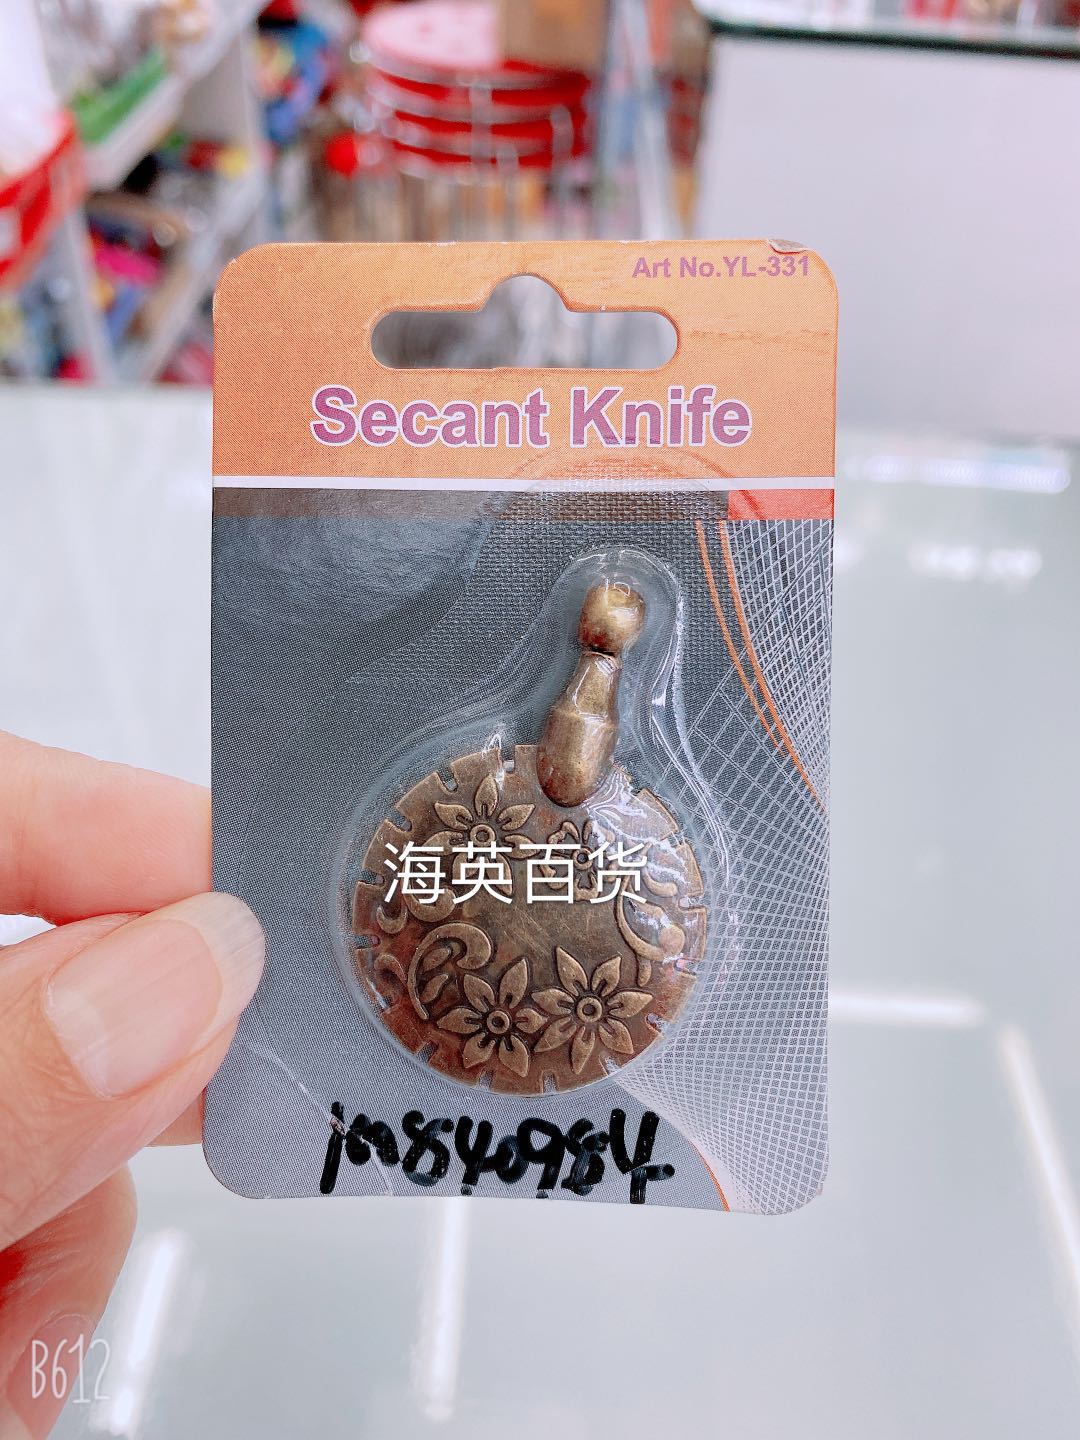 Art No.YL-331
Secant Knife
海英百货
B612